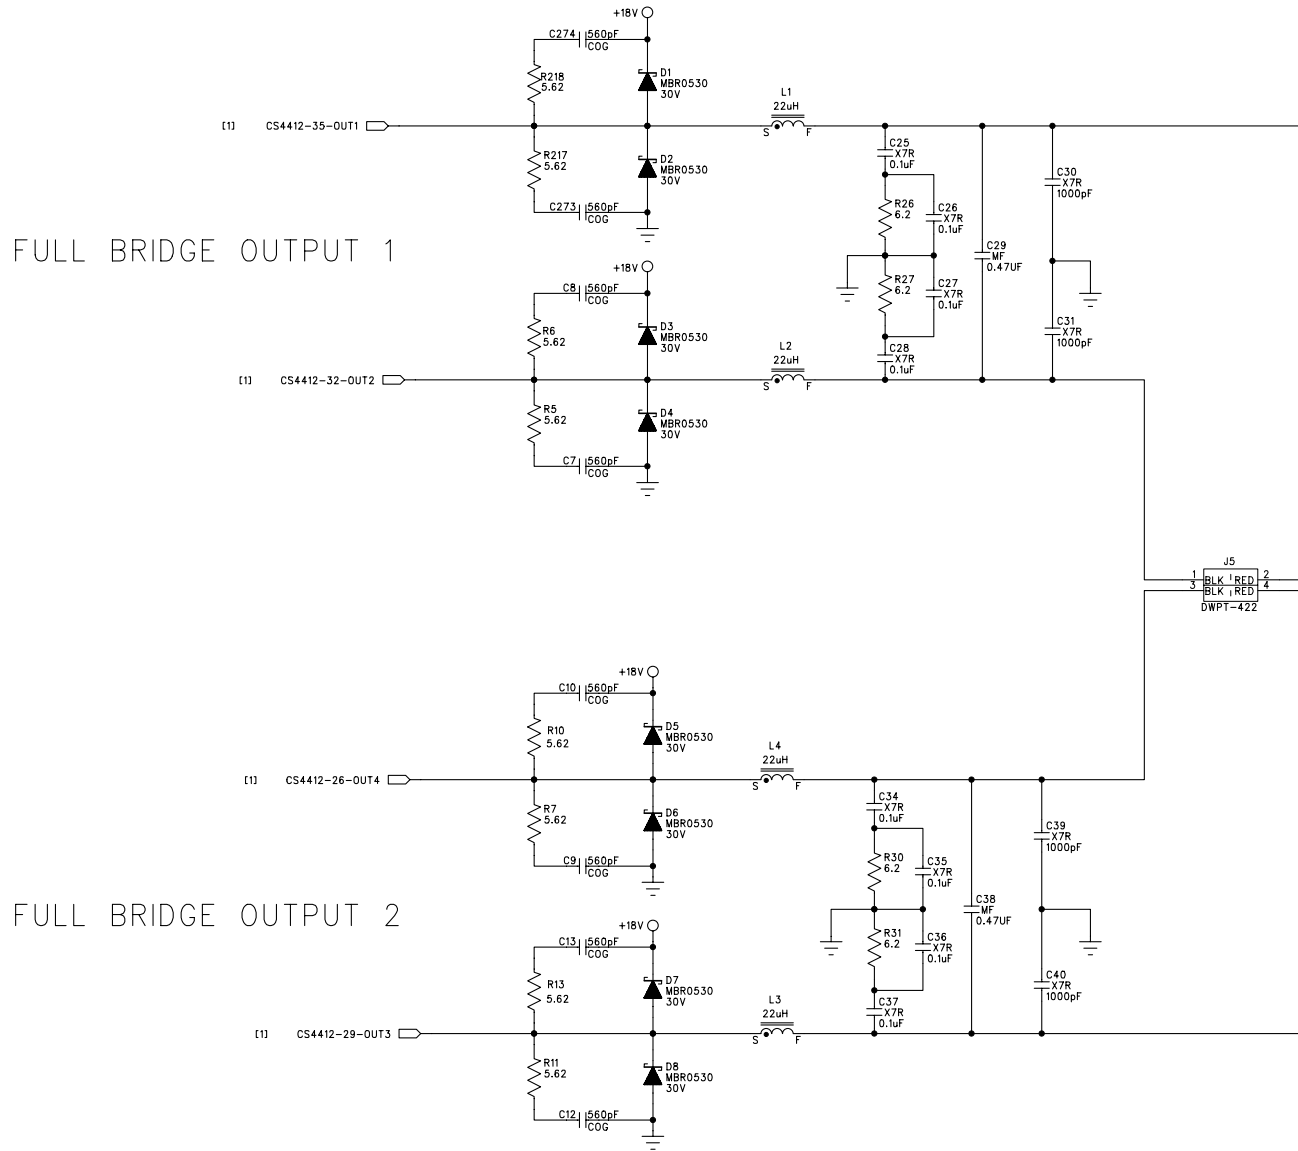 +18V
C274 560pF
COG
R218
5.62
D1
MBR0530
30V
L1
22uH
[1] CS4412-35-OUT1
S F
R217
5.62
D2
MBR0530
30V
C273 560pF
COG
C25
X7R
0.1uF
R26
6.2
C26
X7R
0.1uF
C30
X7R
1000pF
FULL BRIDGE OUTPUT 1
C29
MF
0.47UF
+18V
C8 560pF
COG
R6
5.62
D3
MBR0530
30V
R27
6.2
C27
X7R
0.1uF
C31
X7R
1000pF
L2
22uH
C28
X7R
0.1uF
[1] CS4412-32-OUT2
S F
R5
5.62
D4
MBR0530
30V
C7 560pF
COG
J5
1 BLK RED 2
3 BLK RED 4
DWPT-422
+18V
C10 560pF
COG
R10
5.62
D5
MBR0530
30V
L4
22uH
[1] CS4412-26-OUT4
S F
R7
5.62
D6
MBR0530
30V
C9 560pF
COG
C34
X7R
0.1uF
R30
6.2
C35
X7R
0.1uF
C39
X7R
1000pF
FULL BRIDGE OUTPUT 2
C38
MF
0.47UF
+18V
C13 560pF
COG
R13
5.62
D7
MBR0530
30V
R31
6.2
C36
X7R
0.1uF
C40
X7R
1000pF
L3
22uH
C37
X7R
0.1uF
[1] CS4412-29-OUT3
S F
R11
5.62
D8
MBR0530
30V
C12 560pF
COG